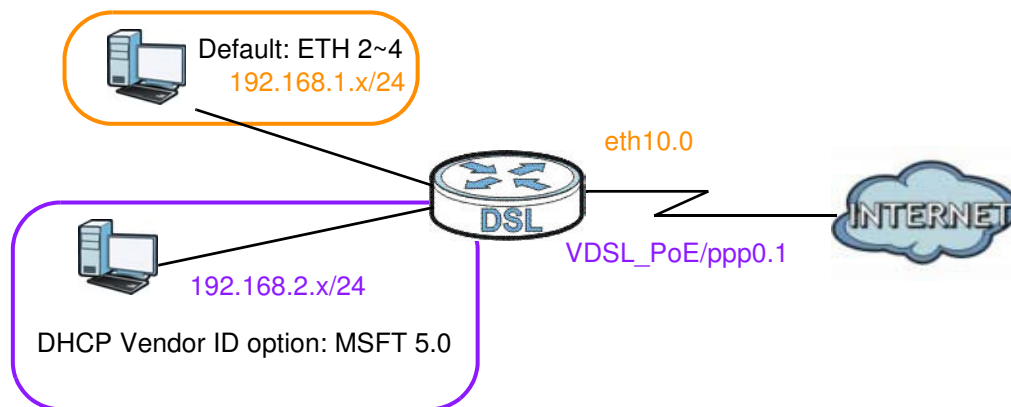 Default: ETH 2~4
192.168.1.x/24
eth10.0
DSL
INTERNET
VDSL_PoE/ppp0.1
192.168.2.x/24
DHCP Vendor ID option: MSFT 5.0